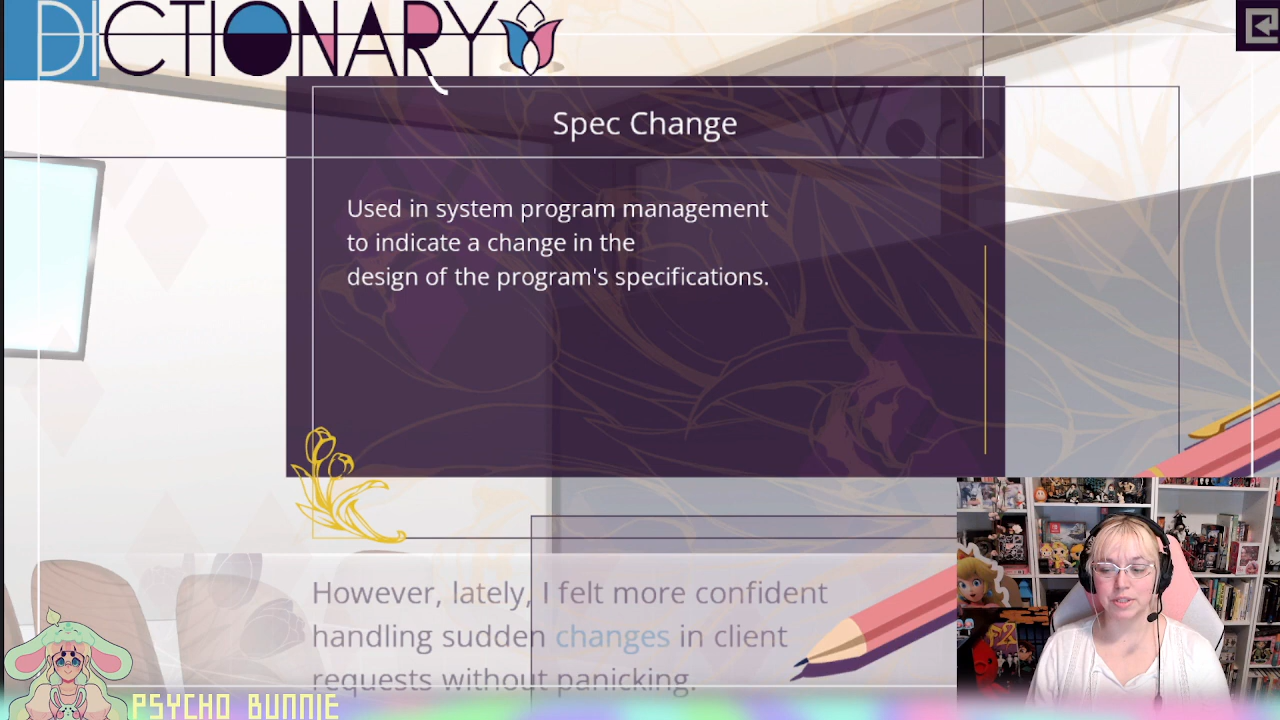 DICTIONARY
Word
Spec Change
Used in system program management
to indicate a change in the
design of the program's specifications.
However, lately, I felt more confident
handling sudden changes in client
requests without panicking.
PSYCHO BUNNIE